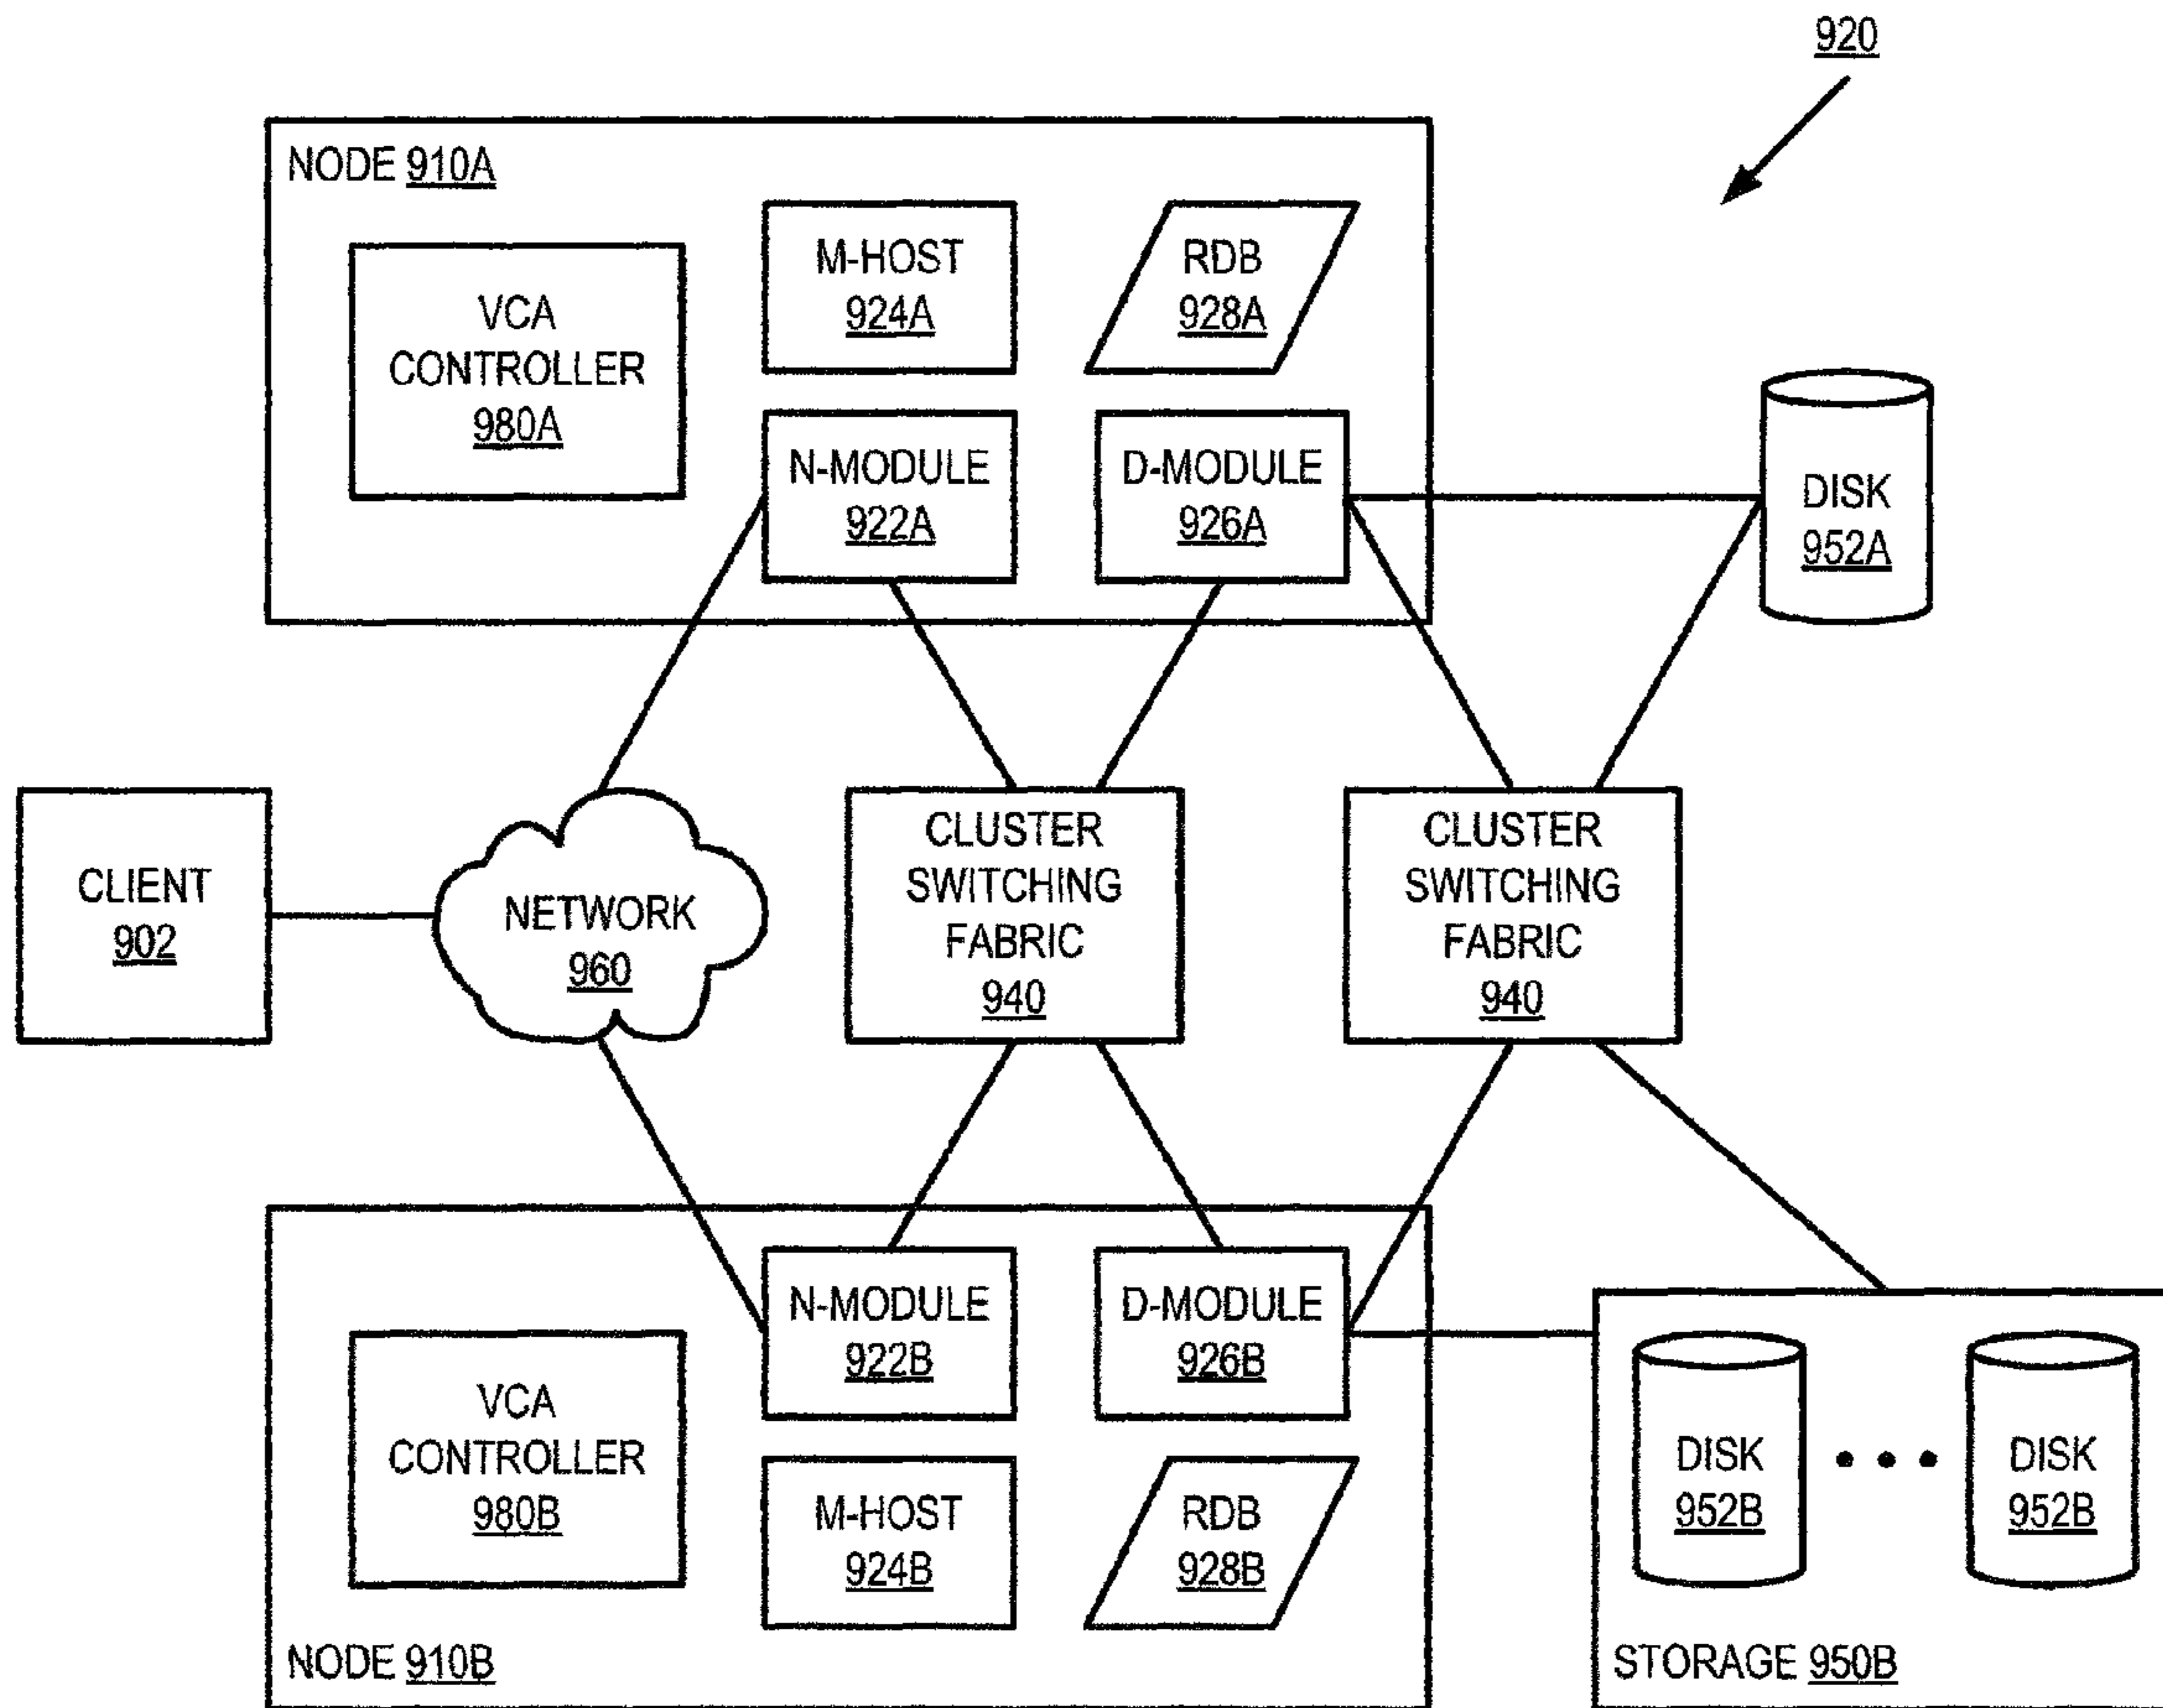 920
NODE 910A
VCA
CONTROLLER
980A
M-HOST
924A
RDB
928A
N-MODULE
922A
D-MODULE
926A
DISK
952A
CLIENT
902
NETWORK
960
CLUSTER
SWITCHING
FABRIC
940
CLUSTER
SWITCHING
FABRIC
940
N-MODULE
922B
D-MODULE
926B
VCA
CONTROLLER
980B
M-HOST
924B
RDB
928B
NODE 910B
DISK
952B
DISK
952B
STORAGE 950B